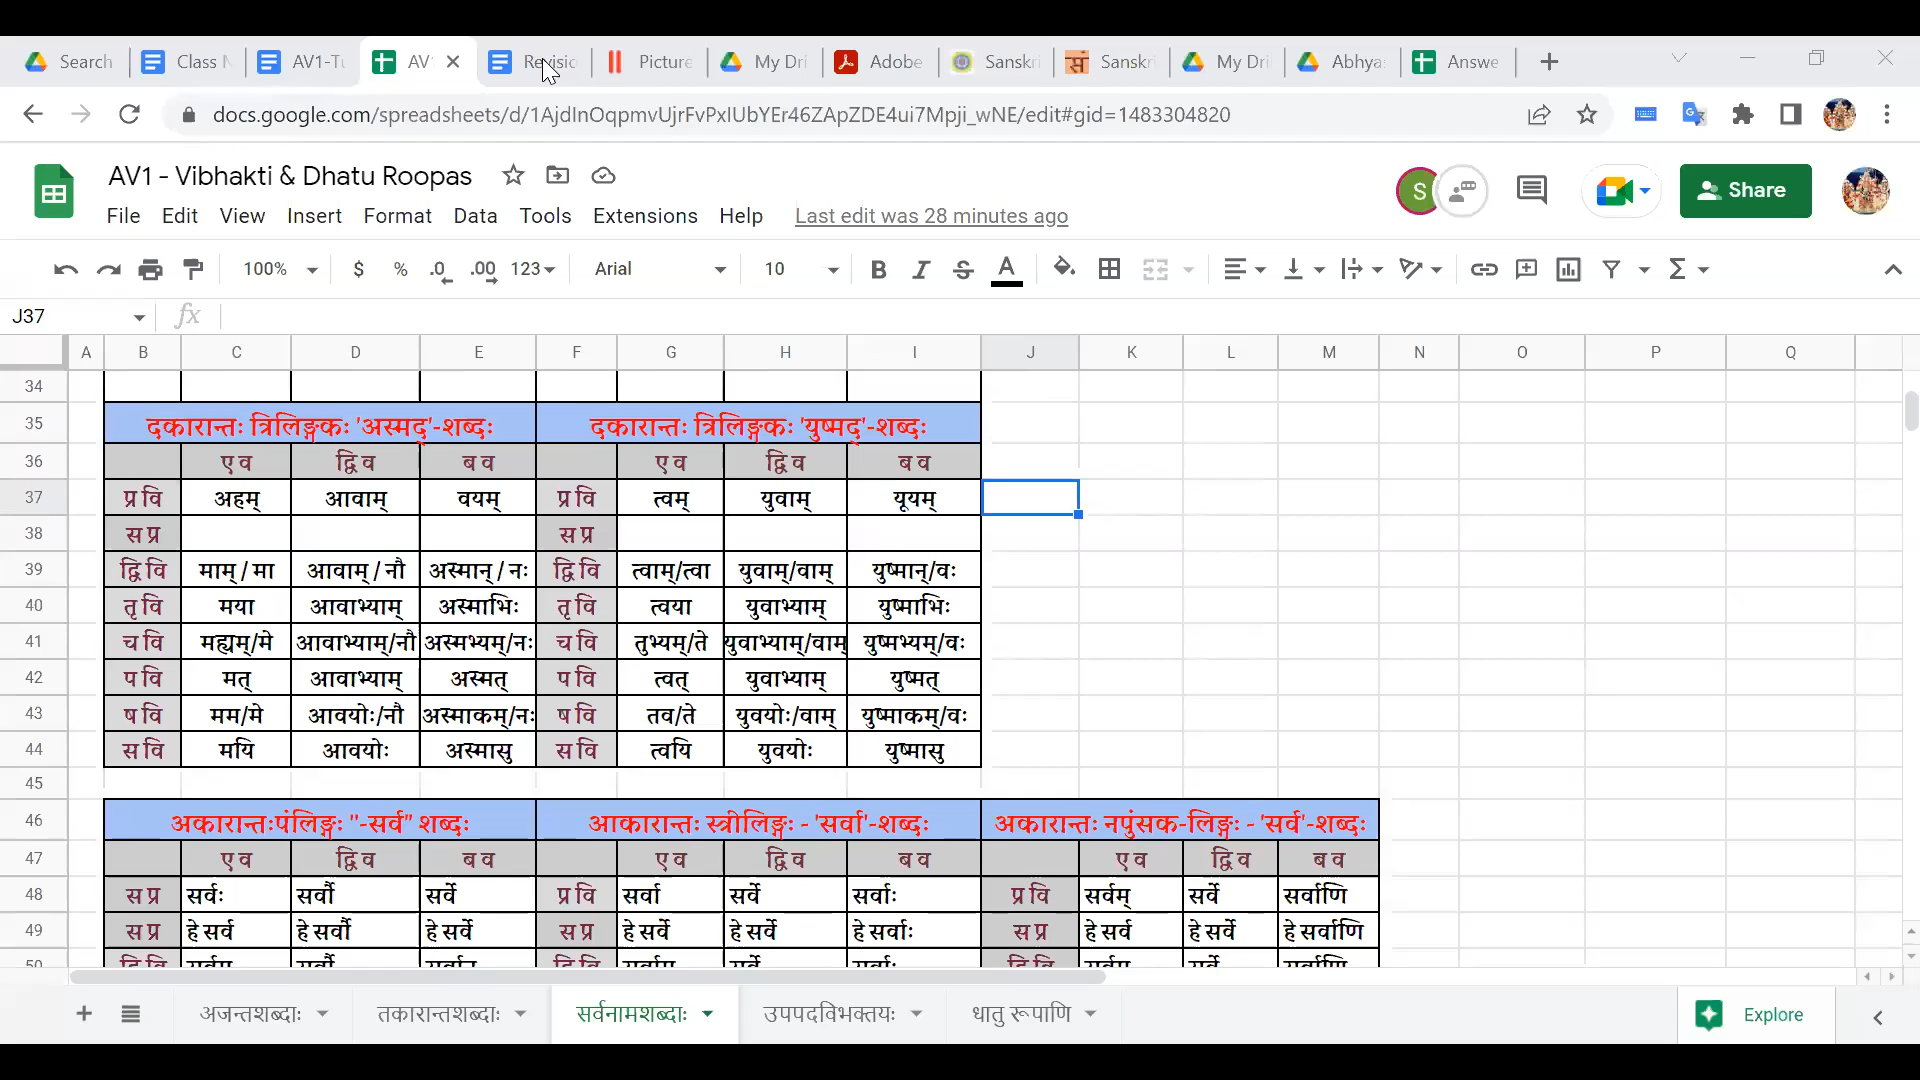 Search Class N AV1-Tu AV1 Revisio Picture My Dri Adobe Sanskri Sanskri My Dri Abhya Answe
docs.google.com/spreadsheets/d/1AjdInOqpmvUjrFvPxIUbYEr46ZApZDE4ui7Mpji_wNE/edit#gid=1483304820
AV1 - Vibhakti & Dhatu Roopas
S
Share
File Edit View Insert Format Data Tools Extensions Help Last edit was 28 minutes ago
100% $ % .0 .00 123 Arial 10 B I S A
J37 fx
A B C D E F G H I J K L M N O P Q
34
35 दकारान्तः त्रिलिङ्गकः 'अस्मद्'-शब्दः दकारान्तः त्रिलिङ्गकः 'युष्मद्'-शब्दः
36 ए व द्वि व ब व ए व द्वि व ब व
37 प्र वि अहम् आवाम् वयम् प्र वि त्वम् युवाम् यूयम्
38 स प्र स प्र
39 द्वि वि माम् / मा आवाम् / नौ अस्मान् / नः द्वि वि त्वाम्/त्वा युवाम्/वाम् युष्मान्/वः
40 तृ वि मया आवाभ्याम् अस्माभिः तृ वि त्वया युवाभ्याम् युष्माभिः
41 च वि मह्यम्/मे आवाभ्याम्/नौ अस्मभ्यम्/नः च वि तुभ्यम्/ते युवाभ्याम्/वाम् युष्मभ्यम्/वः
42 प वि मत् आवाभ्याम् अस्मत् प वि त्वत् युवाभ्याम् युष्मत्
43 ष वि मम/मे आवयोः/नौ अस्माकम्/नः ष वि तव/ते युवयोः/वाम् युष्माकम्/वः
44 स वि मयि आवयोः अस्मासु स वि त्वयि युवयोः युष्मासु
45
46 अकारान्तःपंलिङ्गः "-सर्व" शब्दः आकारान्तः स्त्रीलिङ्गः - 'सर्वा'-शब्दः अकारान्तः नपुंसक-लिङ्गः - 'सर्व'-शब्दः
47 ए व द्वि व ब व ए व द्वि व ब व ए व द्वि व ब व
48 स प्र सर्वः सर्वौ सर्वे प्र वि सर्वा सर्वे सर्वाः प्र वि सर्वम् सर्वे सर्वाणि
49 स प्र हे सर्व हे सर्वौ हे सर्वे स प्र हे सर्वे हे सर्वे हे सर्वाः स प्र हे सर्व हे सर्वे हे सर्वाणि
50
अजन्तशब्दाः तकारान्तशब्दाः सर्वनामशब्दाः उपपदविभक्तयः धातु रूपाणि Explore